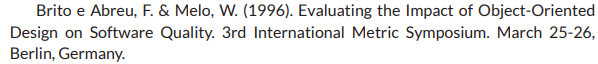 Brito e Abreu, F. & Melo, W. (1996). Evaluating the Impact of Object-Oriented
Design on Software Quality. 3rd International Metric Symposium. March 25-26,
Berlin, Germany.